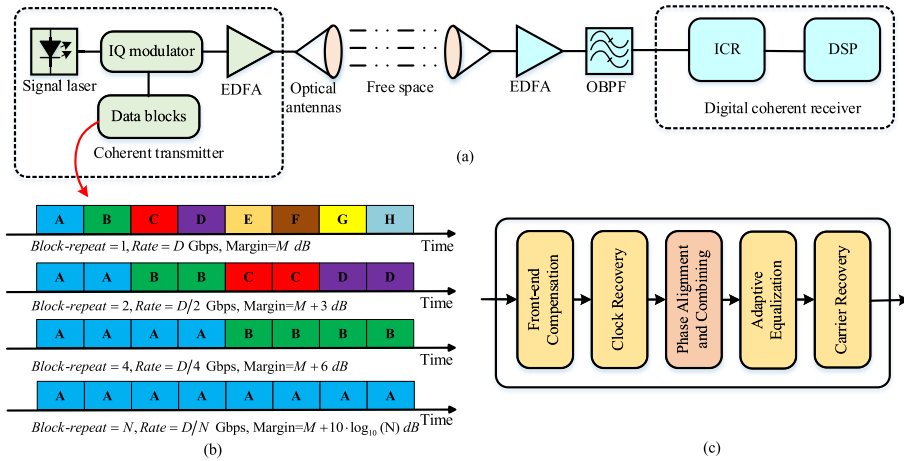 Signal laser
IQ modulator
Data blocks
Coherent transmitter
EDFA
Optical
antennas
Free space
EDFA
OBPF
ICR
DSP
Digital coherent receiver
(a)
A B C D E F G H
Time
Block-repeat = 1, Rate = D Gbps, Margin=M dB
A A B B C C D D
Time
Block-repeat = 2, Rate = D/2 Gbps, Margin=M + 3 dB
A A A A B B B B
Time
Block-repeat = 4, Rate = D/4 Gbps, Margin=M + 6 dB
A A A A A A A A
Time
Block-repeat = N, Rate = D/N Gbps, Margin=M +10·log₁₀ (N) dB
(b)
Front-end
Compensation
Clock Recovery
Phase Alignment
and Combining
Adaptive
Equalization
Carrier Recovery
(c)